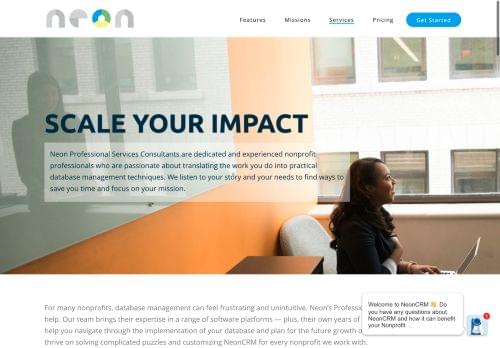 neon
Features Missions Services Pricing Get Started
SCALE YOUR IMPACT
Neon Professional Services Consultants are dedicated and experienced nonprofit
professionals who are passionate about translating the work you do into practical
database management techniques. We listen to your story and your needs to find ways to
save you time and focus on your mission.
For many nonprofits, database management can feel frustrating and unintuitive. Neon's Professio
help. Our team brings their expertise in a range of software platforms — plus, their own years of
help you navigate through the implementation of your database and plan for the future growth o
thrive on solving complicated puzzles and customizing NeonCRM for every nonprofit we work with.
Welcome to NeonCRM 👋 Do
you have any questions about
NeonCRM and how it can benefit
your Nonprofit ...
1